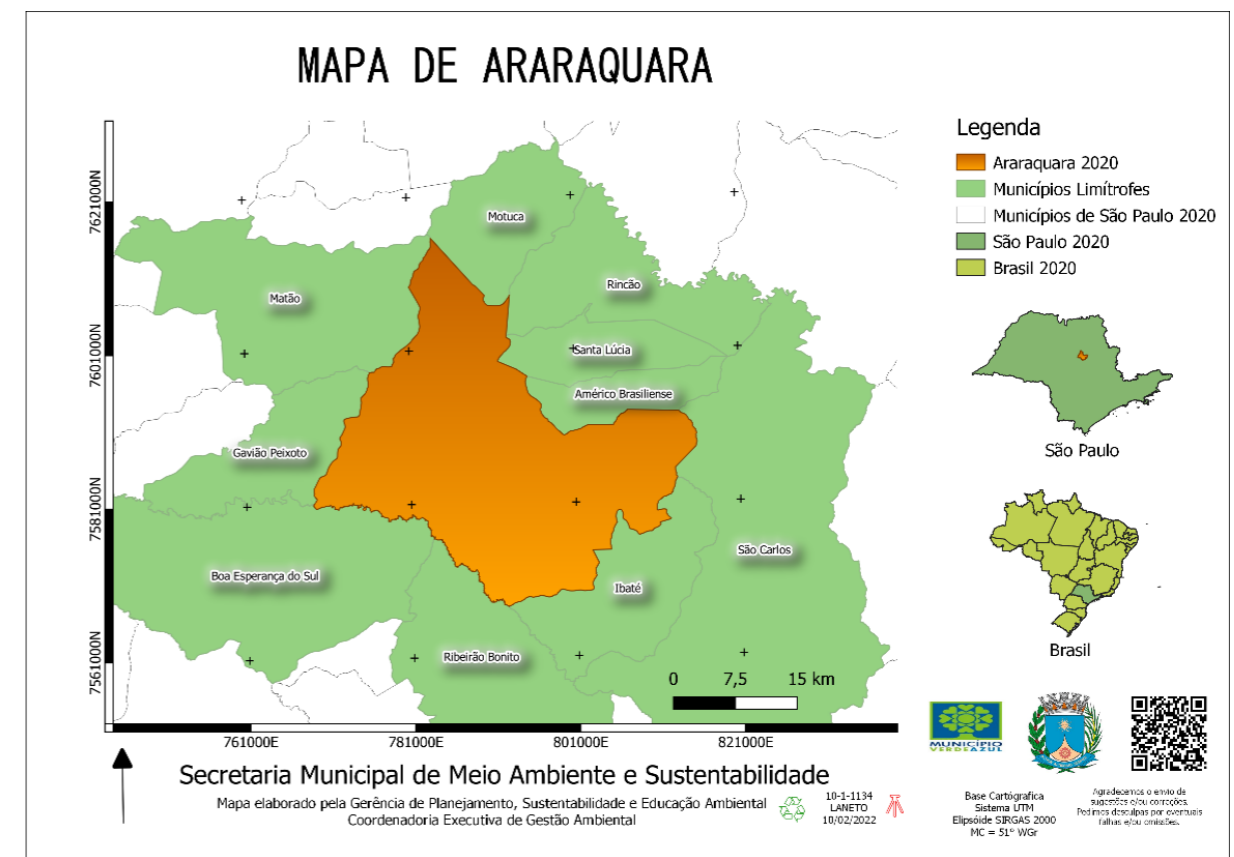 MAPA DE ARARAQUARA
Legenda
Araraquara 2020
Municípios Limítrofes
Municípios de São Paulo 2020
São Paulo 2020
Brasil 2020
7621000N
7601000N
7581000N
7561000N
Motuca
Rincão
Matão
Santa Lúcia
Américo Brasiliense
Gavião Peixoto
São Carlos
Boa Esperança do Sul
Ibaté
Ribeirão Bonito
0 7,5 15 km
761000E
781000E
801000E
821000E
São Paulo
Brasil
MUNICÍPIO
VERDEAZUL
Secretaria Municipal de Meio Ambiente e Sustentabilidade
Mapa elaborado pela Gerência de Planejamento, Sustentabilidade e Educação Ambiental
Coordenadoria Executiva de Gestão Ambiental
10-1-1134
LANETO
10/02/2022
Base Cartógrafica
Sistema UTM
Elipsóide SIRGAS 2000
MC = 51° WGr
Agradecemos o envio de
sugestões e/ou correções.
Pedimos desculpas por eventuais
falhas e/ou omissões.